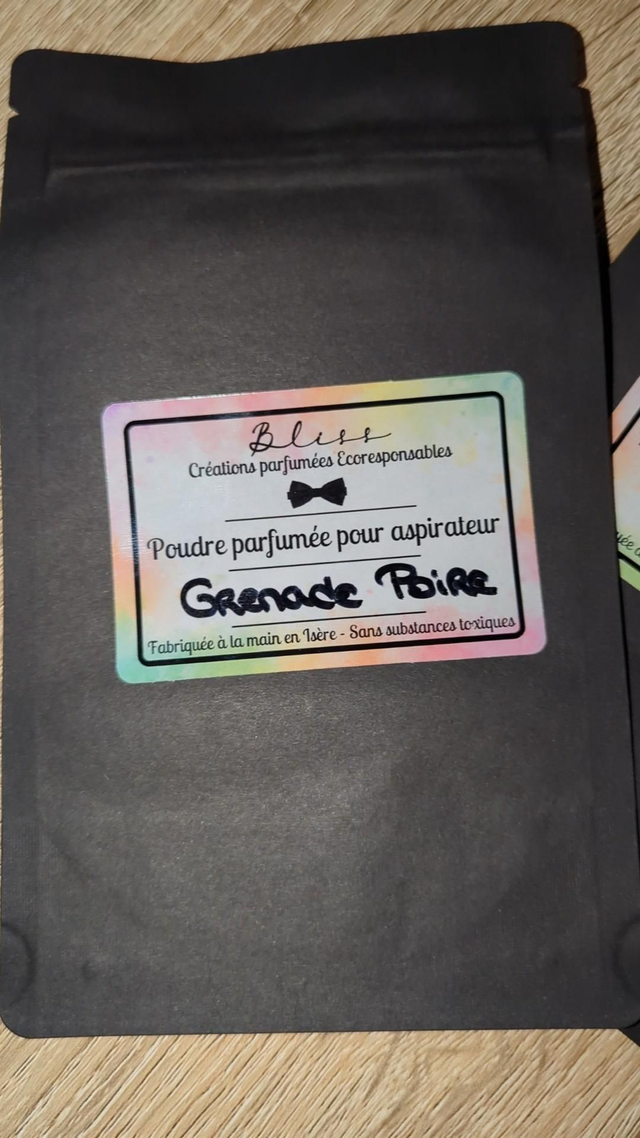 Bliss
Créations parfumées Ecoresponsables
Poudre parfumée pour aspirateur
Grenade Poire
Fabriquée à la main en Isère - Sans substances toxiques